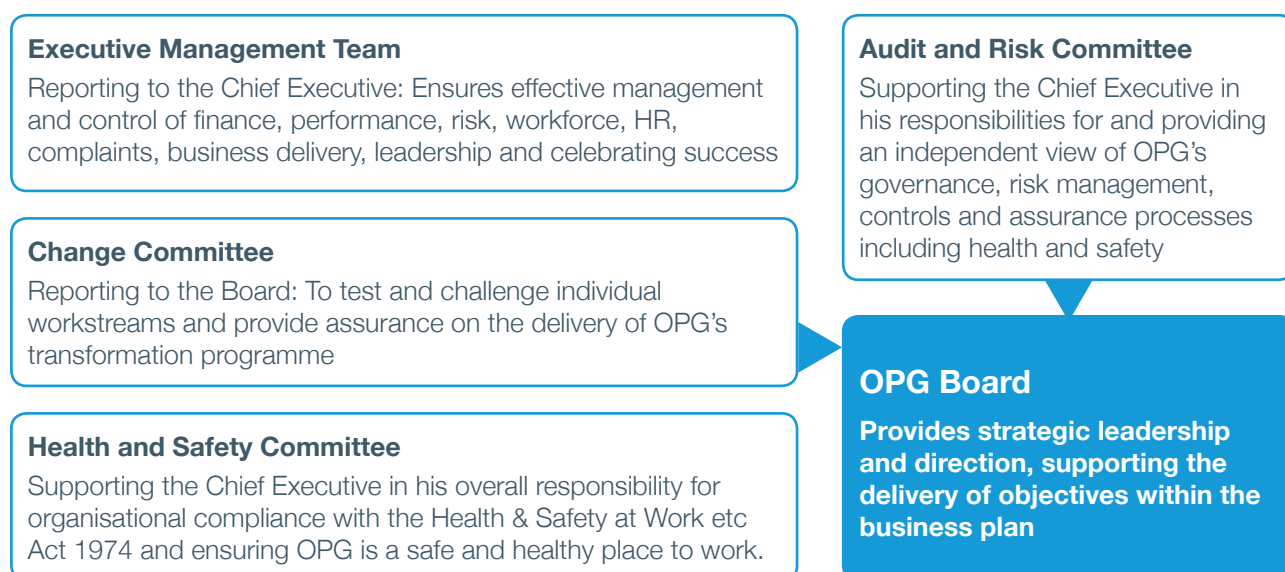 Executive Management Team
Reporting to the Chief Executive: Ensures effective management
and control of finance, performance, risk, workforce, HR,
complaints, business delivery, leadership and celebrating success
Change Committee
Reporting to the Board: To test and challenge individual
workstreams and provide assurance on the delivery of OPG’s
transformation programme
Health and Safety Committee
Supporting the Chief Executive in his overall responsibility for
organisational compliance with the Health & Safety at Work etc
Act 1974 and ensuring OPG is a safe and healthy place to work.
Audit and Risk Committee
Supporting the Chief Executive in
his responsibilities for and providing
an independent view of OPG’s
governance, risk management,
controls and assurance processes
including health and safety
OPG Board
Provides strategic leadership
and direction, supporting the
delivery of objectives within the
business plan